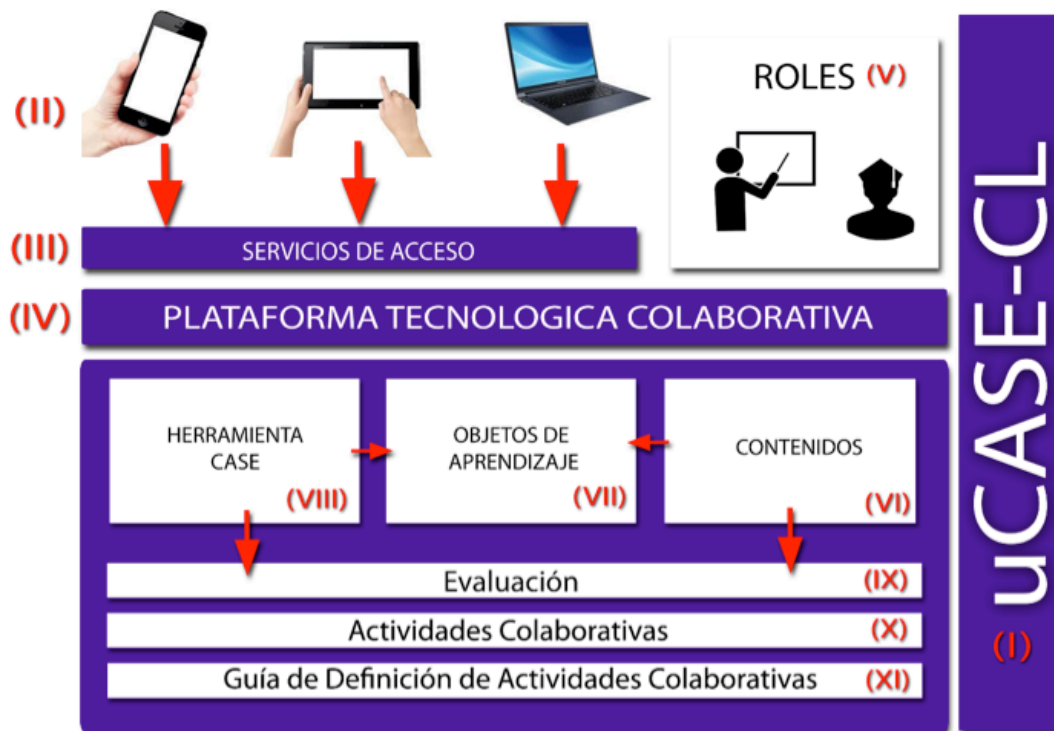 (II)
ROLES (V)
(III) SERVICIOS DE ACCESO
(IV) PLATAFORMA TECNOLOGICA COLABORATIVA
HERRAMIENTA
CASE
(VIII)
OBJETOS DE
APRENDIZAJE
(VII)
CONTENIDOS
(VI)
Evaluación (IX)
Actividades Colaborativas (X)
Guía de Definición de Actividades Colaborativas (XI)
(I) uCASE-CL